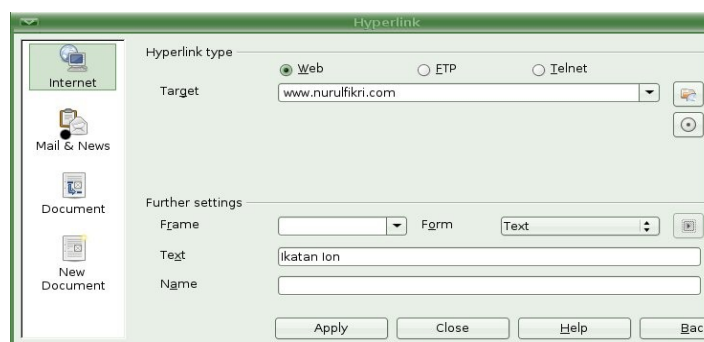 Hyperlink
Internet
Mail & News
Document
New
Document
Hyperlink type
Web FTP Telnet
Target www.nurulfikri.com
Further settings
Frame Form Text
Text Ikatan Ion
Name
Apply Close Help Bac